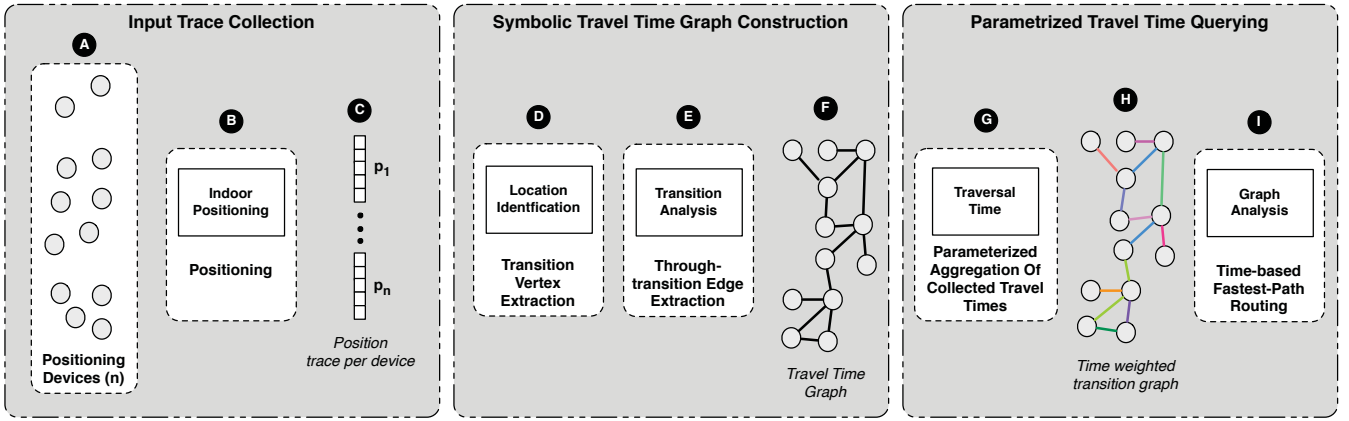 Input Trace Collection
A
Positioning
Devices (n)
B
Indoor
Positioning
Positioning
C
p1
pn
Position
trace per device
Symbolic Travel Time Graph Construction
D
Location
Identfication
Transition
Vertex
Extraction
E
Transition
Analysis
Through-
transition Edge
Extraction
F
Travel Time
Graph
Parametrized Travel Time Querying
G
Traversal
Time
Parameterized
Aggregation Of
Collected Travel
Times
H
Time weighted
transition graph
I
Graph
Analysis
Time-based
Fastest-Path
Routing